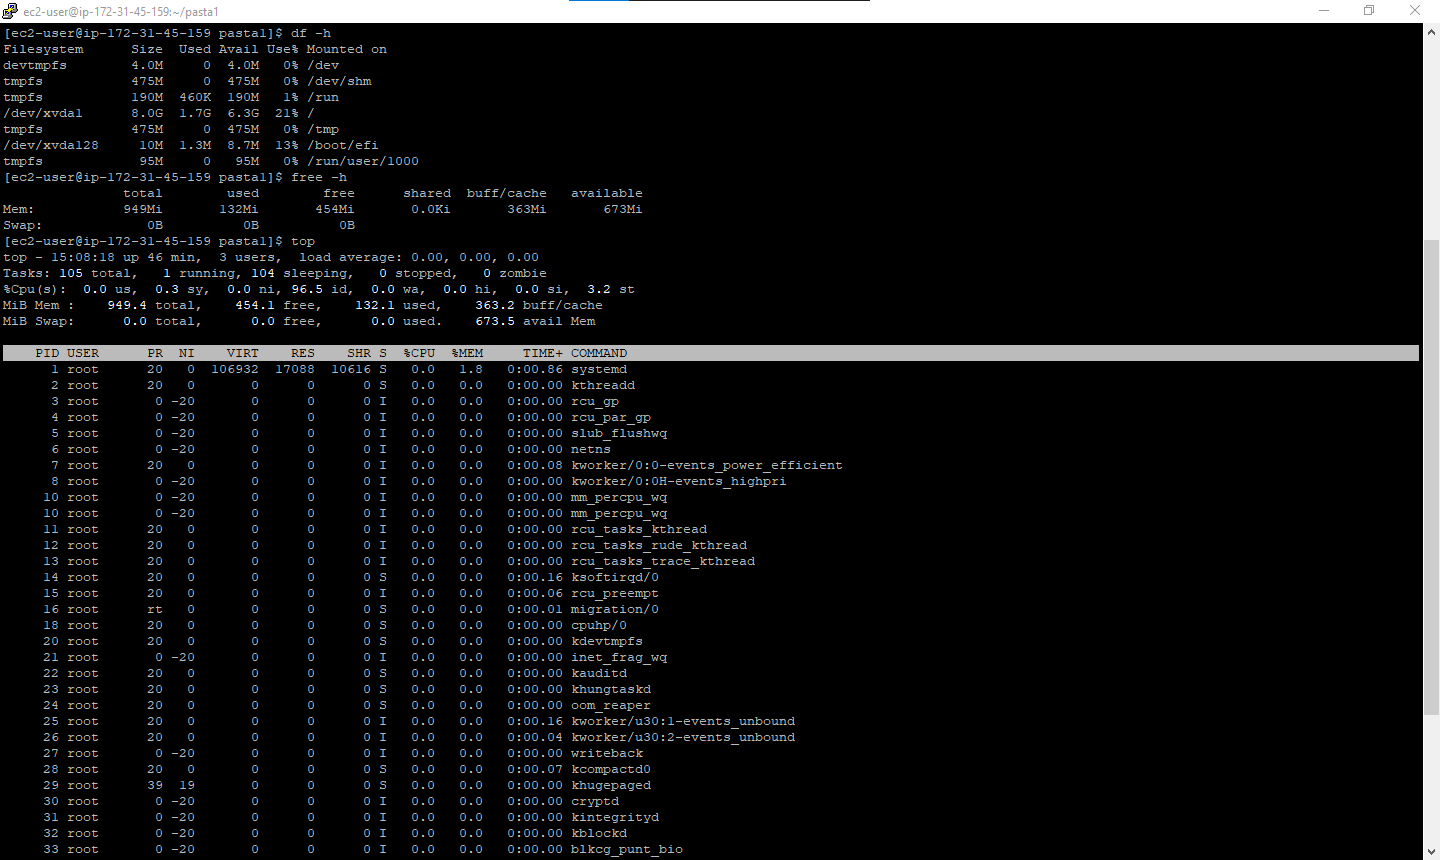 ec2-user@ip-172-31-45-159:~/pasta1
[ec2-user@ip-172-31-45-159 pasta1]$ df -h
Filesystem      Size  Used Avail Use% Mounted on
devtmpfs        4.0M     0  4.0M   0% /dev
tmpfs           475M     0  475M   0% /dev/shm
tmpfs           190M  460K  190M   1% /run
/dev/xvda1      8.0G  1.7G  6.3G  21% /
tmpfs           475M     0  475M   0% /tmp
/dev/xvda128     10M  1.3M  8.7M  13% /boot/efi
tmpfs            95M     0   95M   0% /run/user/1000
[ec2-user@ip-172-31-45-159 pasta1]$ free -h
               total        used        free      shared  buff/cache   available
Mem:           949Mi       132Mi       454Mi       0.0Ki       363Mi       673Mi
Swap:             0B          0B          0B
[ec2-user@ip-172-31-45-159 pasta1]$ top
top - 15:08:18 up 46 min,  3 users,  load average: 0.00, 0.00, 0.00
Tasks: 105 total,   1 running, 104 sleeping,   0 stopped,   0 zombie
%Cpu(s):  0.0 us,  0.3 sy,  0.0 ni, 96.5 id,  0.0 wa,  0.0 hi,  0.0 si,  3.2 st
MiB Mem :    949.4 total,    454.1 free,    132.1 used,    363.2 buff/cache
MiB Swap:      0.0 total,      0.0 free,      0.0 used.    673.5 avail Mem
    PID USER      PR  NI    VIRT    RES    SHR S  %CPU  %MEM     TIME+ COMMAND
      1 root      20   0  106932  17088  10616 S   0.0   1.8   0:00.86 systemd
      2 root      20   0       0      0      0 S   0.0   0.0   0:00.00 kthreadd
      3 root       0 -20       0      0      0 I   0.0   0.0   0:00.00 rcu_gp
      4 root       0 -20       0      0      0 I   0.0   0.0   0:00.00 rcu_par_gp
      5 root       0 -20       0      0      0 I   0.0   0.0   0:00.00 slub_flushwq
      6 root       0 -20       0      0      0 I   0.0   0.0   0:00.00 netns
      7 root      20   0       0      0      0 I   0.0   0.0   0:00.08 kworker/0:0-events_power_efficient
      8 root       0 -20       0      0      0 I   0.0   0.0   0:00.00 kworker/0:0H-events_highpri
     10 root       0 -20       0      0      0 I   0.0   0.0   0:00.00 mm_percpu_wq
     10 root       0 -20       0      0      0 I   0.0   0.0   0:00.00 mm_percpu_wq
     11 root      20   0       0      0      0 I   0.0   0.0   0:00.00 rcu_tasks_kthread
     12 root      20   0       0      0      0 I   0.0   0.0   0:00.00 rcu_tasks_rude_kthread
     13 root      20   0       0      0      0 I   0.0   0.0   0:00.00 rcu_tasks_trace_kthread
     14 root      20   0       0      0      0 S   0.0   0.0   0:00.16 ksoftirqd/0
     15 root      20   0       0      0      0 I   0.0   0.0   0:00.06 rcu_preempt
     16 root      rt   0       0      0      0 S   0.0   0.0   0:00.01 migration/0
     18 root      20   0       0      0      0 S   0.0   0.0   0:00.00 cpuhp/0
     20 root      20   0       0      0      0 S   0.0   0.0   0:00.00 kdevtmpfs
     21 root       0 -20       0      0      0 I   0.0   0.0   0:00.00 inet_frag_wq
     22 root      20   0       0      0      0 S   0.0   0.0   0:00.00 kauditd
     23 root      20   0       0      0      0 S   0.0   0.0   0:00.00 khungtaskd
     24 root      20   0       0      0      0 S   0.0   0.0   0:00.00 oom_reaper
     25 root      20   0       0      0      0 I   0.0   0.0   0:00.16 kworker/u30:1-events_unbound
     26 root      20   0       0      0      0 I   0.0   0.0   0:00.04 kworker/u30:2-events_unbound
     27 root       0 -20       0      0      0 I   0.0   0.0   0:00.00 writeback
     28 root      20   0       0      0      0 S   0.0   0.0   0:00.07 kcompactd0
     29 root      39  19       0      0      0 S   0.0   0.0   0:00.00 khugepaged
     30 root       0 -20       0      0      0 I   0.0   0.0   0:00.00 cryptd
     31 root       0 -20       0      0      0 I   0.0   0.0   0:00.00 kintegrityd
     32 root       0 -20       0      0      0 I   0.0   0.0   0:00.00 kblockd
     33 root       0 -20       0      0      0 I   0.0   0.0   0:00.00 blkcg_punt_bio